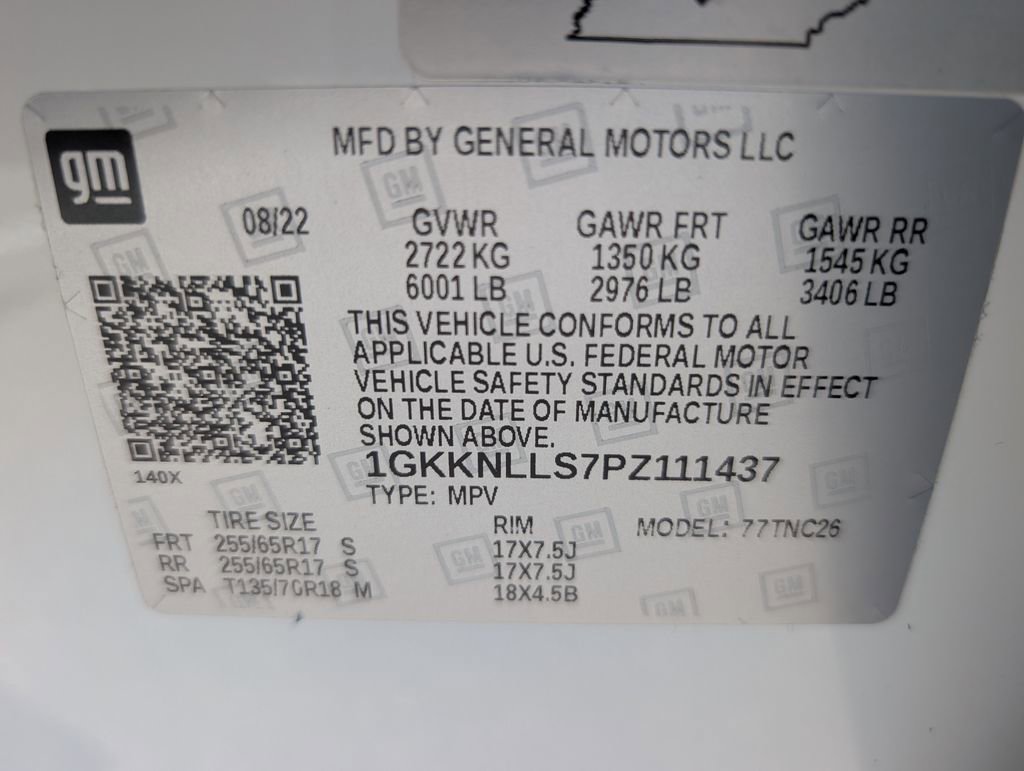 gm
MFD BY GENERAL MOTORS LLC
08/22 GVWR GAWR FRT GAWR RR
2722 KG 1350 KG 1545 KG
6001 LB 2976 LB 3406 LB
THIS VEHICLE CONFORMS TO ALL
APPLICABLE U.S. FEDERAL MOTOR
VEHICLE SAFETY STANDARDS IN EFFECT
ON THE DATE OF MANUFACTURE
SHOWN ABOVE.
140X
1GKKNLLS7PZ111437
TYPE: MPV
TIRE SIZE RIM MODEL: 77TNC26
FRT 255/65R17 S 17X7.5J
RR 255/65R17 S 17X7.5J
SPA T135/70R18 M 18X4.5B